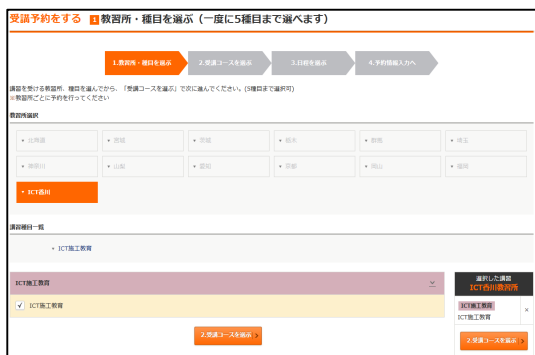 受講予約をする 1 教習所・種目を選ぶ（一度に5種目まで選べます）
1.教習所・種目を選ぶ 2.受講コースを選ぶ 3.日程を選ぶ 4.予約情報入力へ
講習を受ける教習所、種目を選んでから、「受講コースを選ぶ」で次に進んでください。(5種目まで選択可)
※教習所ごとに予約を行ってください
教習所選択
北海道 宮城 茨城 栃木 群馬 埼玉
神奈川 山梨 愛知 京都 岡山 福岡
ICT香川
講習種目一覧
ICT施工教育
ICT施工教育
ICT施工教育
2.受講コースを選ぶ
選択した講習
ICT香川教習所
ICT施工教育
ICT施工教育
×
2.受講コースを選ぶ